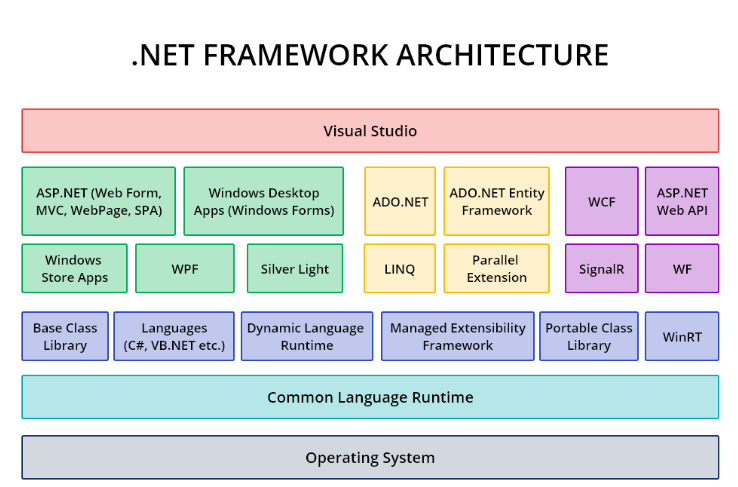 .NET FRAMEWORK ARCHITECTURE
Visual Studio
ASP.NET (Web Form,
MVC, WebPage, SPA)
Windows Desktop
Apps (Windows Forms)
ADO.NET
ADO.NET Entity
Framework
WCF
ASP.NET
Web API
Windows
Store Apps
WPF
Silver Light
LINQ
Parallel
Extension
SignalR
WF
Base Class
Library
Languages
(C#, VB.NET etc.)
Dynamic Language
Runtime
Managed Extensibility
Framework
Portable Class
Library
WinRT
Common Language Runtime
Operating System